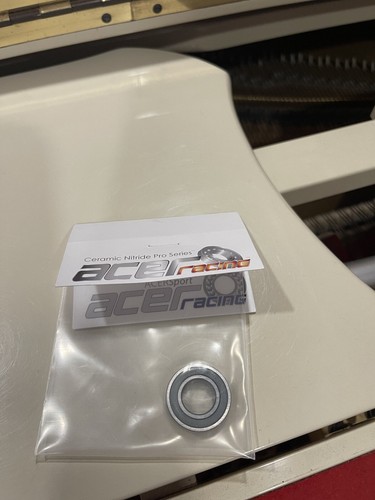 Ceramic Nitride Pro Series
acer racing
ACERSport
acer racing